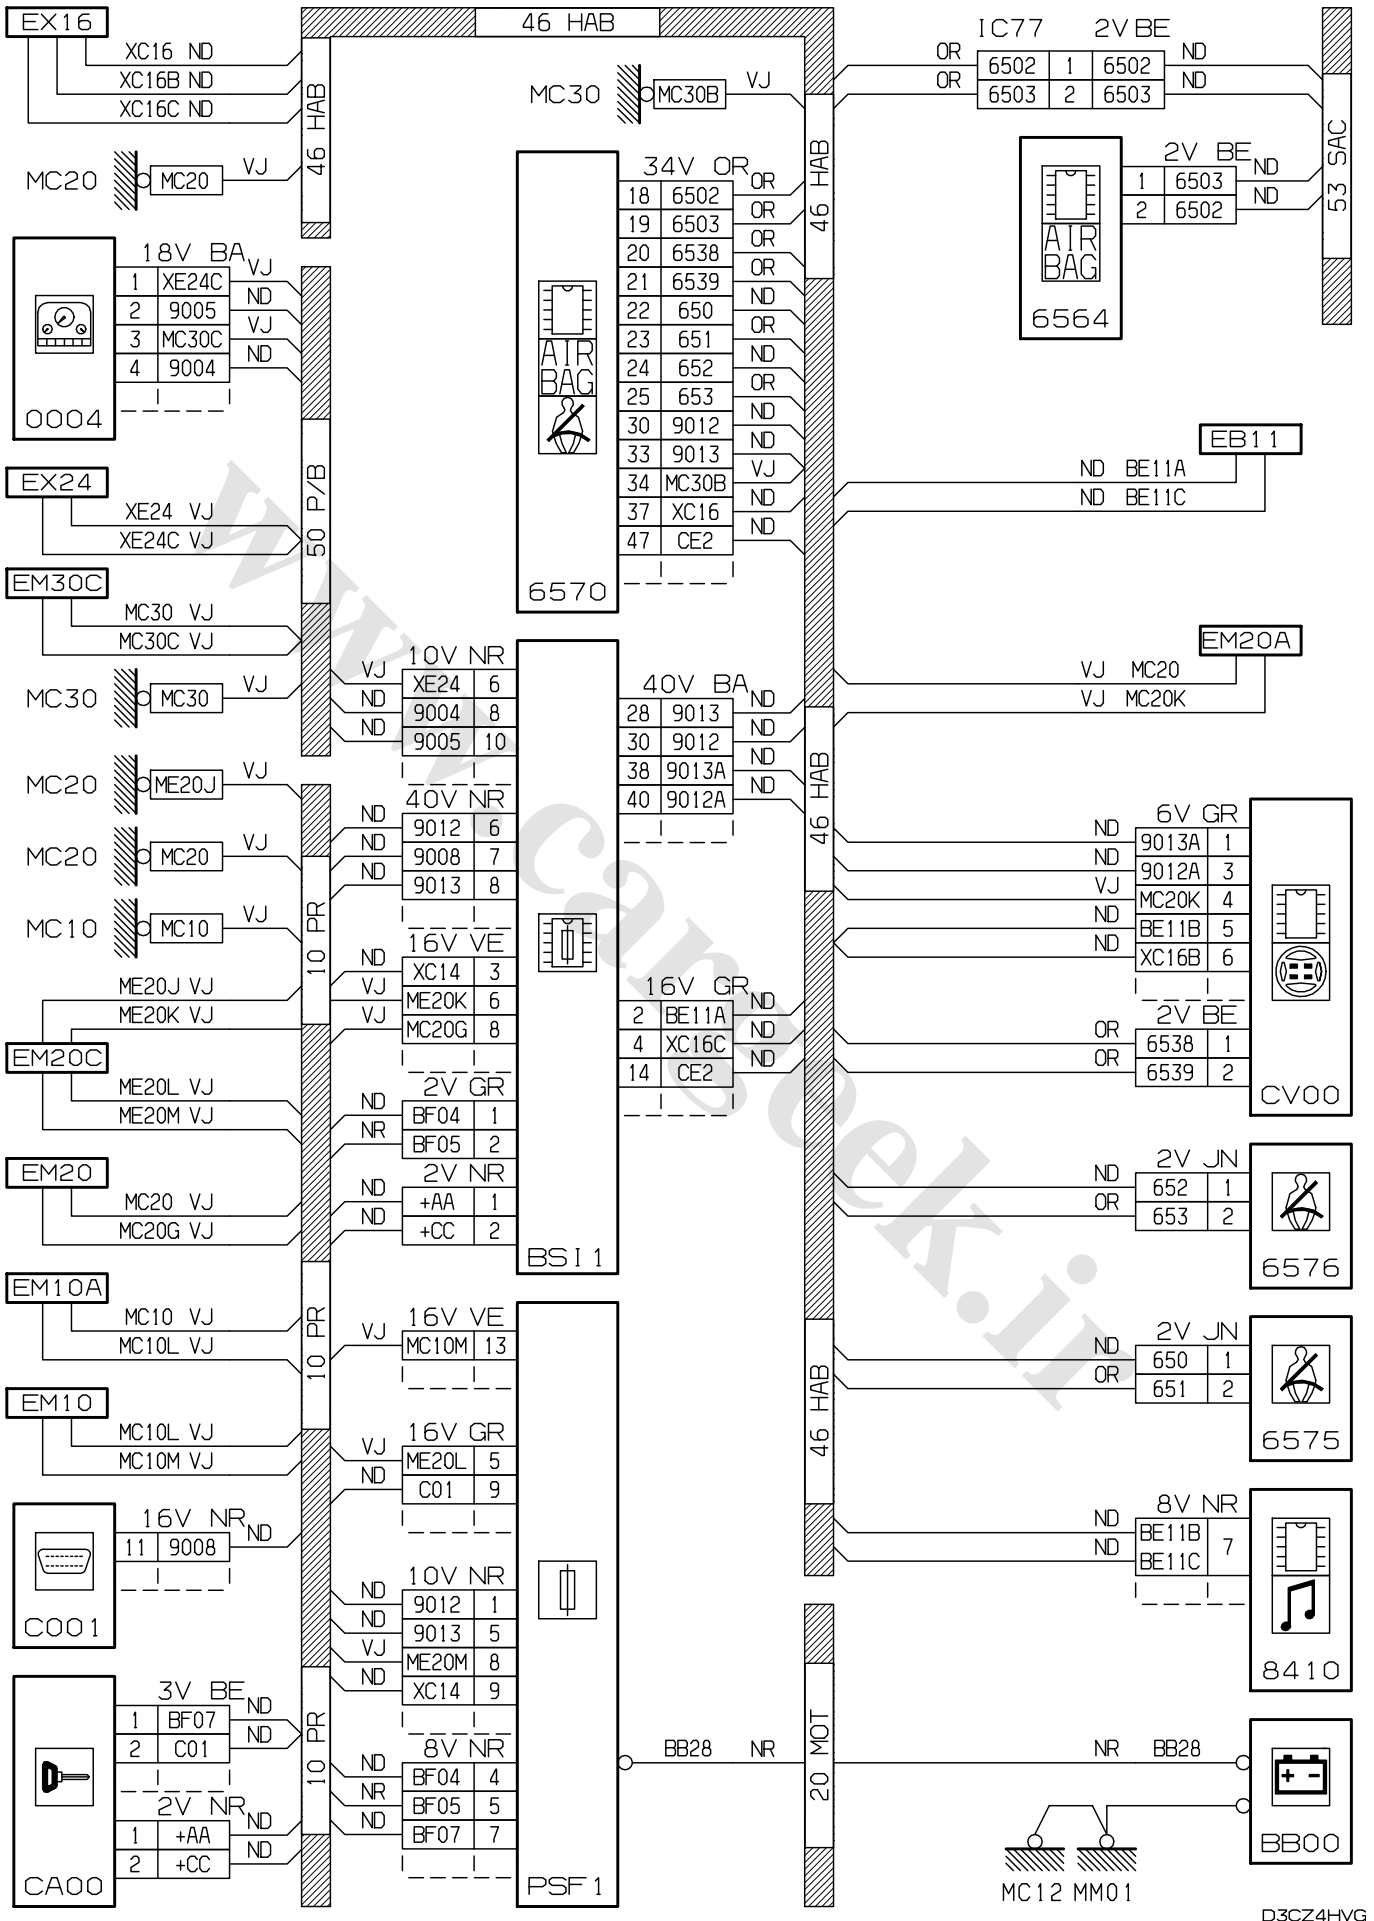 EX16
XC16 ND
XC16B ND
XC16C ND
46 HAB
46 HAB
MC20
MC20
VJ
MC30
MC30B
VJ
IC77 2V BE
OR 6502 1 6502 ND
OR 6503 2 6503 ND
53 SAC
2V BE
1 6503 ND
2 6502 ND
AIR
BAG
6564
46 HAB
34V OR
18 6502 OR
19 6503 OR
20 6538 OR
21 6539 OR
22 650 ND
23 651 OR
24 652 ND
25 653 OR
30 9012 ND
33 9013 ND
34 MC30B VJ
37 XC16 ND
47 CE2 ND
AIR
BAG
6570
18V BA
1 XE24C VJ
2 9005 ND
3 MC30C VJ
4 9004 ND
0004
EX24
XE24 VJ
XE24C VJ
50 P/B
EM30C
MC30 VJ
MC30C VJ
MC30
MC30
VJ
EB11
ND BE11A
ND BE11C
EM20A
VJ MC20
VJ MC20K
10V NR
VJ XE24 6
ND 9004 8
ND 9005 10
40V BA
28 9013 ND
30 9012 ND
38 9013A ND
40 9012A ND
46 HAB
MC20
ME20J
VJ
MC20
MC20
VJ
MC10
MC10
VJ
10 PR
40V NR
ND 9012 6
ND 9008 7
ND 9013 8
16V VE
ND XC14 3
VJ ME20K 6
VJ MC20G 8
16V GR
2 BE11A ND
4 XC16C ND
14 CE2 ND
6V GR
ND 9013A 1
ND 9012A 3
VJ MC20K 4
ND BE11B 5
ND XC16B 6
2V BE
OR 6538 1
OR 6539 2
CV00
ME20J VJ
ME20K VJ
EM20C
ME20L VJ
ME20M VJ
2V GR
ND BF04 1
NR BF05 2
2V NR
ND +AA 1
ND +CC 2
BSI1
EM20
MC20 VJ
MC20G VJ
2V JN
ND 652 1
OR 653 2
6576
EM10A
MC10 VJ
MC10L VJ
10 PR
16V VE
VJ MC10M 13
2V JN
ND 650 1
OR 651 2
6575
46 HAB
EM10
MC10L VJ
MC10M VJ
16V GR
VJ ME20L 5
ND C01 9
16V NR
11 9008 ND
C001
8V NR
ND BE11B
ND BE11C
7
8410
10V NR
ND 9012 1
ND 9013 5
VJ ME20M 8
ND XC14 9
3V BE
1 BF07 ND
2 C01 ND
10 PR
8V NR
ND BF04 4
NR BF05 5
ND BF07 7
2V NR
1 +AA ND
2 +CC ND
CA00
PSF1
BB28 NR
20 MOT
NR BB28
+ -
BB00
MC12 MM01
D3CZ4HVG
www.cargeek.ir